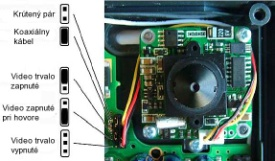 Krútený pár
Koaxiálny
kábel
Video trvalo
zapnuté
Video zapnuté
pri hovore
Video trvalo
vypnuté